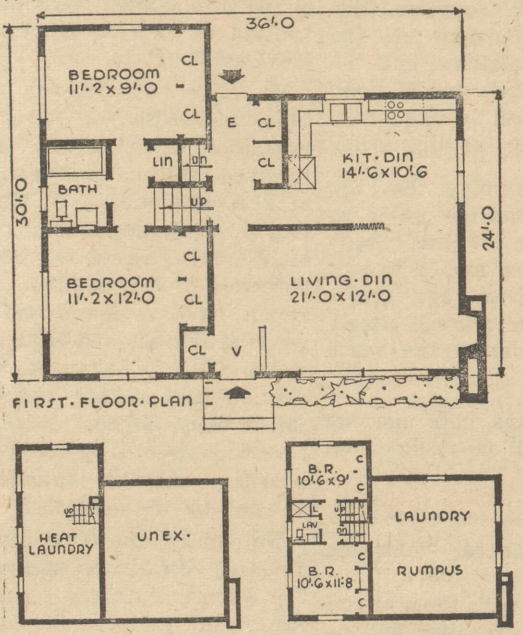 36'.0
BEDROOM
11'.2 x 9'.0
CL
E
CL
CL
LIN
DN
CL
KIT·DIN
14'.6 x 10'.6
BATH
UP
30'.0
24'.0
BEDROOM
11'.2 x 12'.0
CL
CL
LIVING·DIN
21'.0 x 12'.0
CL
V
FIRST·FLOOR·PLAN
UP
HEAT
LAUNDRY
UNEX·
B.R.
10'.6 x 9'
C
C
L
UP
LAV
LAUNDRY
B.R.
10'.6 x 11'.8
C
C
RUMPUS